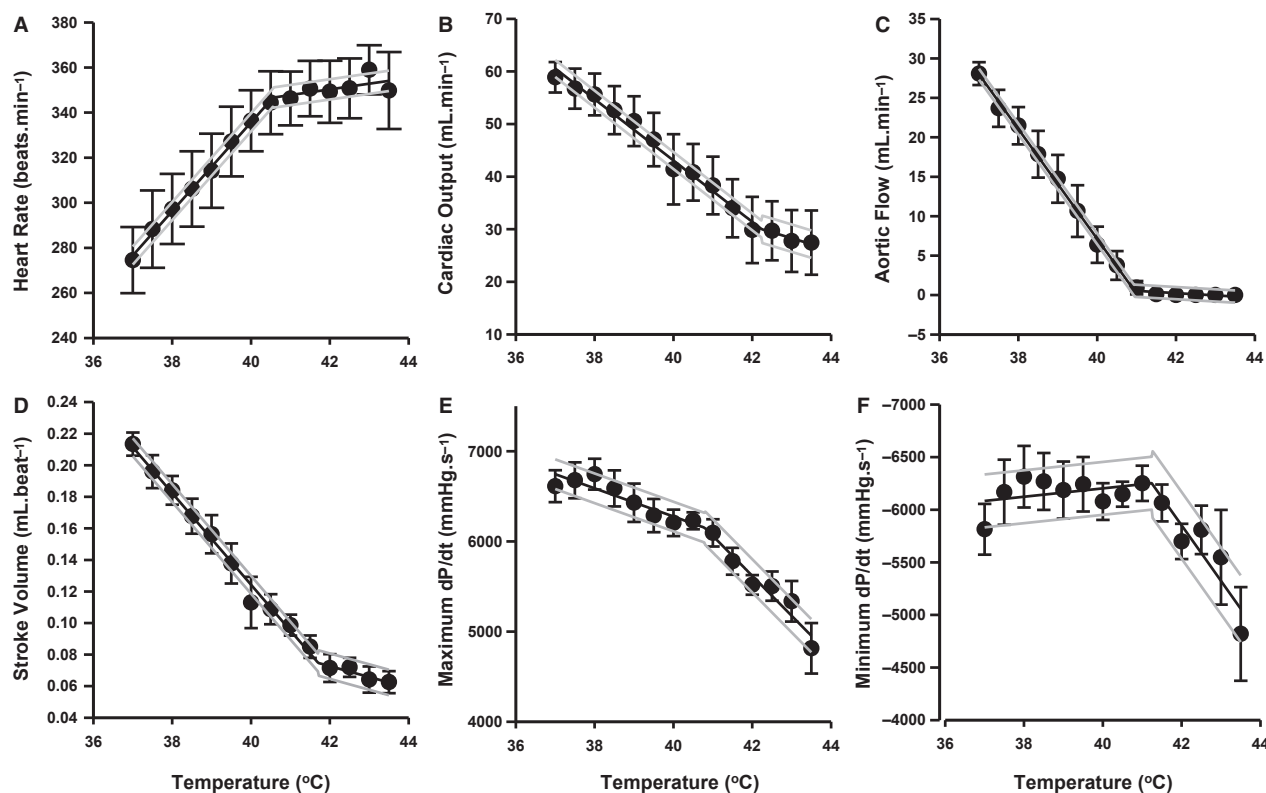 A
Heart Rate (beats.min⁻¹)
380
360
340
320
300
280
260
240
36 38 40 42 44
B
Cardiac Output (mL.min⁻¹)
70
60
50
40
30
20
10
36 38 40 42 44
C
Aortic Flow (mL.min⁻¹)
35
30
25
20
15
10
5
0
–5
36 38 40 42 44
D
Stroke Volume (mL.beat⁻¹)
0.24
0.22
0.20
0.18
0.16
0.14
0.12
0.10
0.08
0.06
0.04
36 38 40 42 44
Temperature (ºC)
E
Maximum dP/dt (mmHg.s⁻¹)
7000
6000
5000
4000
36 38 40 42 44
Temperature (ºC)
F
Minimum dP/dt (mmHg.s⁻¹)
–7000
–6500
–6000
–5500
–5000
–4500
–4000
36 38 40 42 44
Temperature (ºC)